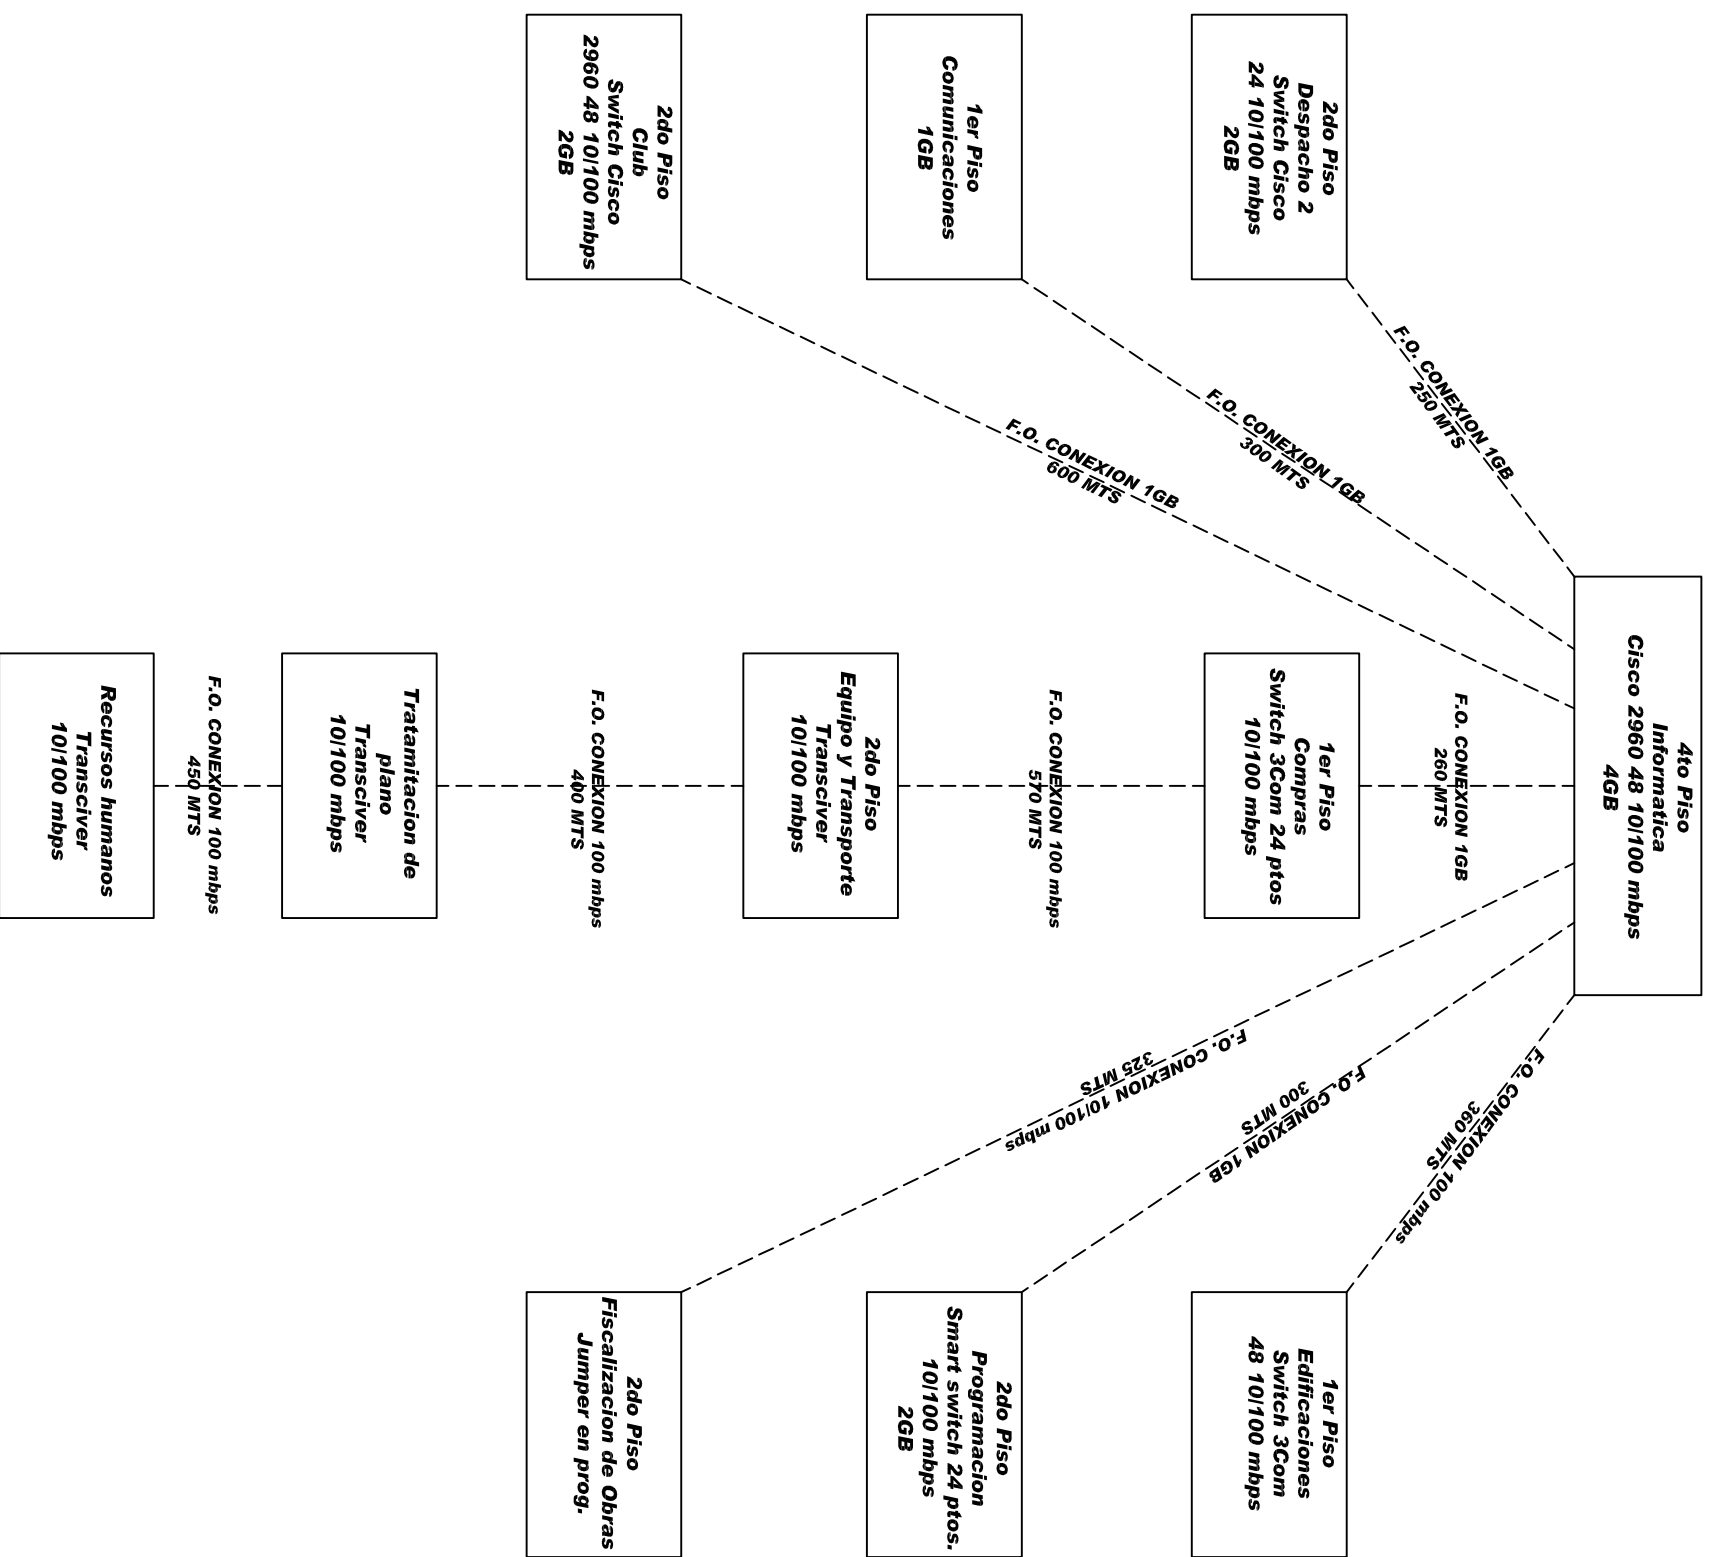 4to Piso
Informatica
Cisco 2960 48 10/100 mbps
4GB
F.O. CONEXION 1GB
250 MTS
2do Piso
Despacho 2
Switch Cisco
24 10/100 mbps
2GB
F.O. CONEXION 1GB
300 MTS
1er Piso
Comunicaciones
1GB
F.O. CONEXION 1GB
600 MTS
2do Piso
Club
Switch Cisco
2960 48 10/100 mbps
2GB
F.O. CONEXION 1GB
260 MTS
1er Piso
Compras
Switch 3Com 24 ptos
10/100 mbps
F.O. CONEXION 100 mbps
570 MTS
2do Piso
Equipo y Transporte
Transciver
10/100 mbps
F.O. CONEXION 100 mbps
400 MTS
Tratamitacion de
plano
Transciver
10/100 mbps
F.O. CONEXION 100 mbps
450 MTS
Recursos humanos
Transciver
10/100 mbps
F.O. CONEXION 100 mbps
360 MTS
1er Piso
Edificaciones
Switch 3Com
48 10/100 mbps
F.O. CONEXION 1GB
300 MTS
2do Piso
Programacion
Smart switch 24 ptos.
10/100 mbps
2GB
F.O. CONEXION 10/100 mbps
325 MTS
2do Piso
Fiscalizacion de Obras
Jumper en prog.